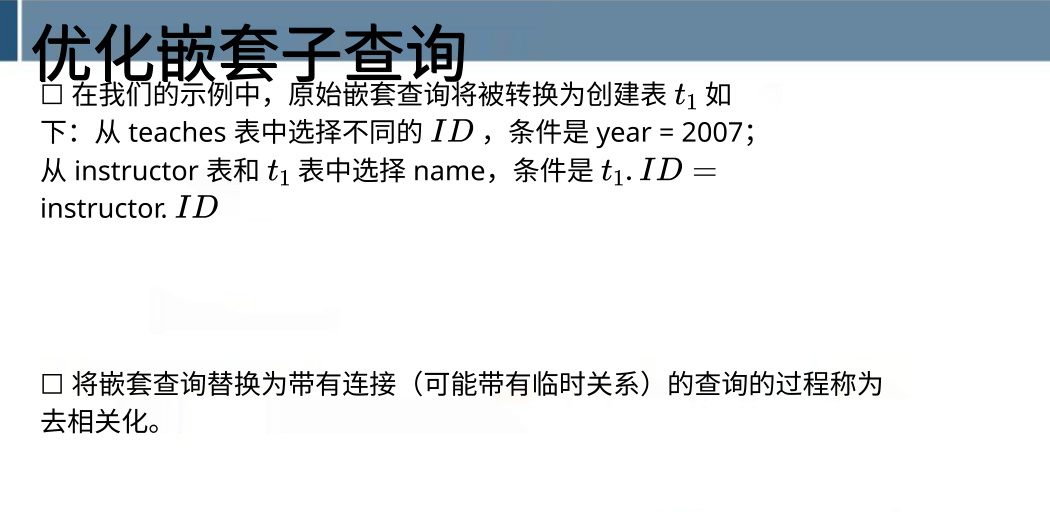 优化嵌套子查询
☐ 在我们的示例中，原始嵌套查询将被转换为创建表 t₁ 如
下：从 teaches 表中选择不同的 ID ，条件是 year = 2007；
从 instructor 表和 t₁ 表中选择 name，条件是 t₁. ID =
instructor. ID
☐ 将嵌套查询替换为带有连接（可能带有临时关系）的查询的过程称为
去相关化。